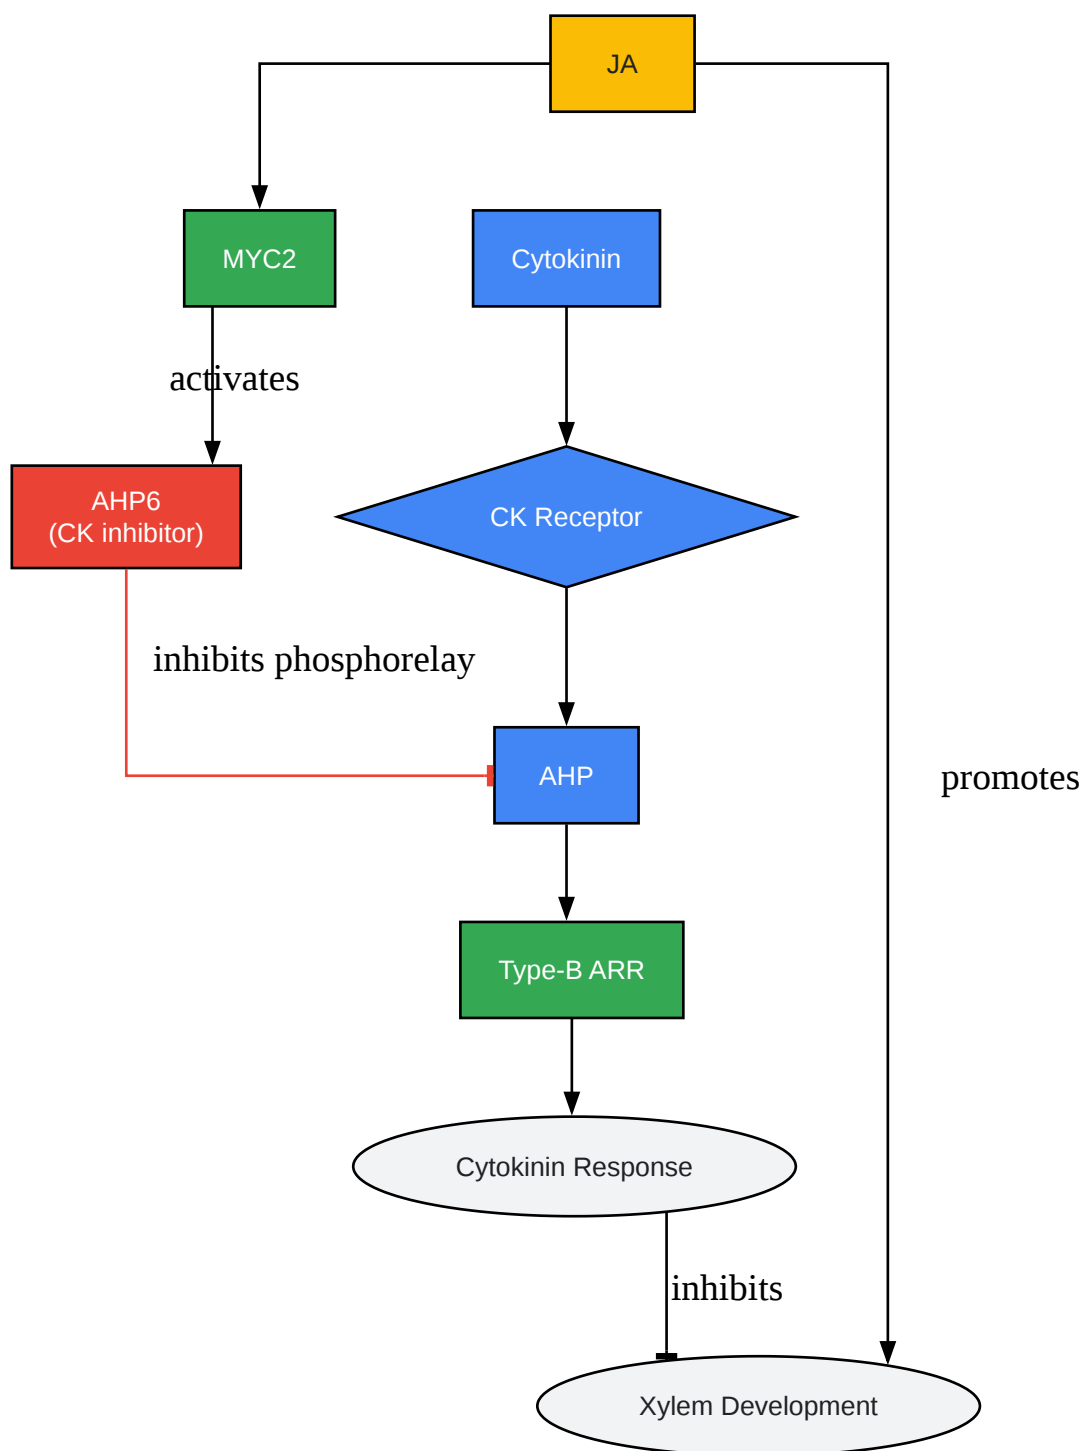 JA
MYC2
Cytokinin
activates
AHP6
(CK inhibitor)
CK Receptor
inhibits phosphorelay
AHP
promotes
Type-B ARR
Cytokinin Response
inhibits
Xylem Development